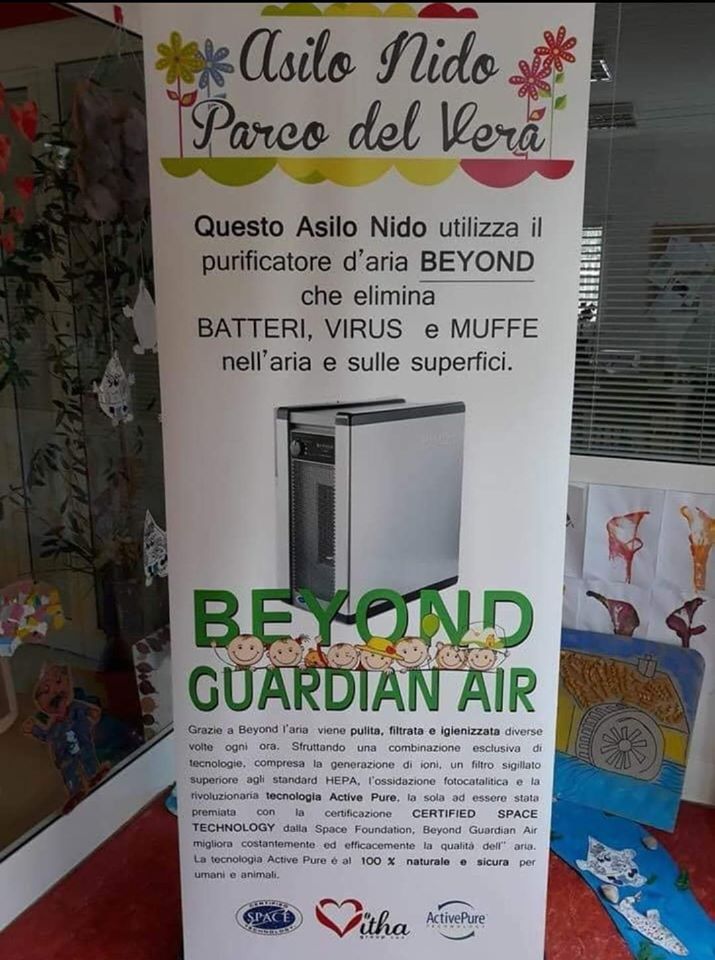 Asilo Nido
Parco del Vera
Questo Asilo Nido utilizza il
purificatore d'aria BEYOND
che elimina
BATTERI, VIRUS e MUFFE
nell'aria e sulle superfici.
BEYOND
GUARDIAN AIR
Grazie a Beyond l'aria viene pulita, filtrata e igienizzata diverse
volte ogni ora. Sfruttando una combinazione esclusiva di
tecnologie, compresa la generazione di ioni, un filtro sigillato
superiore agli standard HEPA, l'ossidazione fotocatalitica e la
rivoluzionaria tecnologia Active Pure, la sola ad essere stata
premiata con la certificazione CERTIFIED SPACE
TECHNOLOGY dalla Space Foundation, Beyond Guardian Air
migliora costantemente ed efficacemente la qualità dell'' aria.
La tecnologia Active Pure è al 100 % naturale e sicura per
umani e animali.
CERTIFIED
SPACE
TECHNOLOGY
Vitha
group
ActivePure
TECHNOLOGY